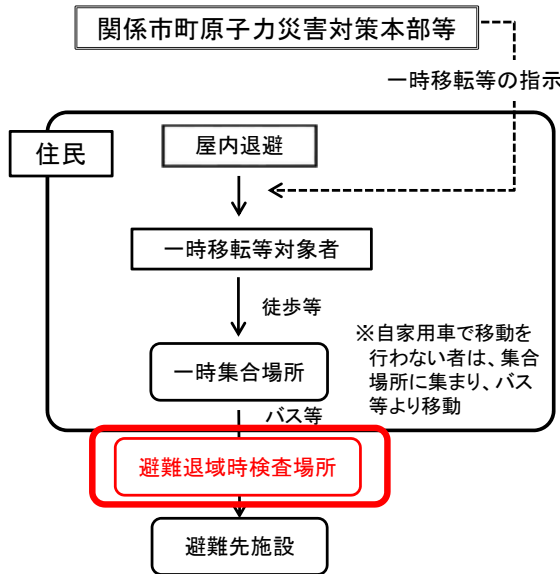 関係市町原子力災害対策本部等
一時移転等の指示
住民
屋内退避
一時移転等対象者
徒歩等
※自家用車で移動を
行わない者は、集合
場所に集まり、バス
等より移動
一時集合場所
バス等
避難退域時検査場所
避難先施設